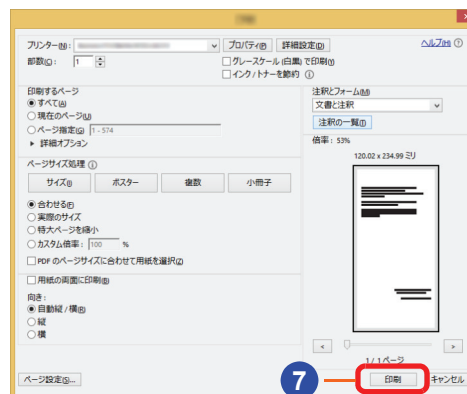 プリンター(N):
プロパティ(P)
詳細設定(D)
ヘルプ(H)
部数(C): 1
グレースケール (白黒) で印刷(Y)
インク / トナーを節約
印刷するページ
すべて(A)
現在のページ(U)
ページ指定(G) 1 - 574
詳細オプション
注釈とフォーム(M)
文書と注釈
注釈の一覧(T)
倍率 : 53%
120.02 x 234.99 ミリ
ページサイズ処理
サイズ(I)
ポスター
複数
小冊子
合わせる(F)
実際のサイズ
特大ページを縮小
カスタム倍率 : 100 %
PDF のページサイズに合わせて用紙を選択(Z)
用紙の両面に印刷(B)
向き :
自動縦 / 横(R)
縦
横
< >
1 / 1 ページ
ページ設定(S)...
7
印刷
キャンセル